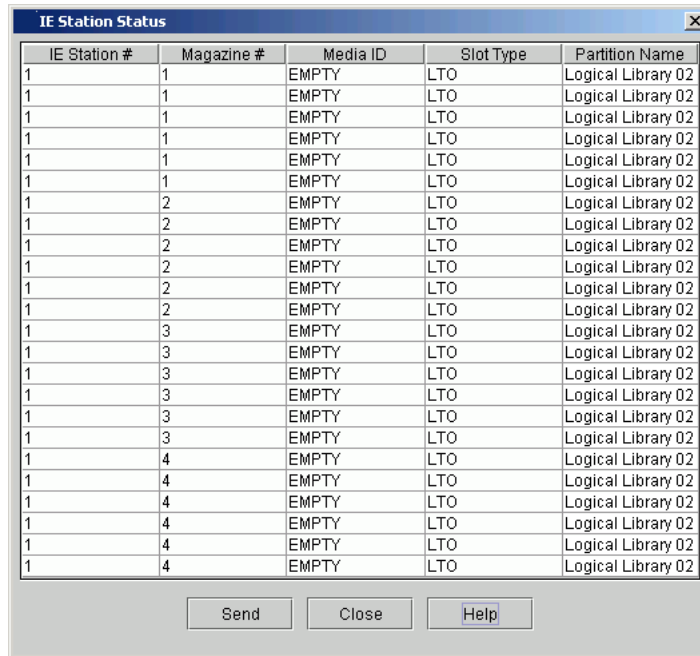 IE Station Status
IE Station # Magazine # Media ID Slot Type Partition Name
1 1 EMPTY LTO Logical Library 02
1 1 EMPTY LTO Logical Library 02
1 1 EMPTY LTO Logical Library 02
1 1 EMPTY LTO Logical Library 02
1 1 EMPTY LTO Logical Library 02
1 1 EMPTY LTO Logical Library 02
1 2 EMPTY LTO Logical Library 02
1 2 EMPTY LTO Logical Library 02
1 2 EMPTY LTO Logical Library 02
1 2 EMPTY LTO Logical Library 02
1 2 EMPTY LTO Logical Library 02
1 2 EMPTY LTO Logical Library 02
1 3 EMPTY LTO Logical Library 02
1 3 EMPTY LTO Logical Library 02
1 3 EMPTY LTO Logical Library 02
1 3 EMPTY LTO Logical Library 02
1 3 EMPTY LTO Logical Library 02
1 3 EMPTY LTO Logical Library 02
1 4 EMPTY LTO Logical Library 02
1 4 EMPTY LTO Logical Library 02
1 4 EMPTY LTO Logical Library 02
1 4 EMPTY LTO Logical Library 02
1 4 EMPTY LTO Logical Library 02
1 4 EMPTY LTO Logical Library 02
Send Close Help